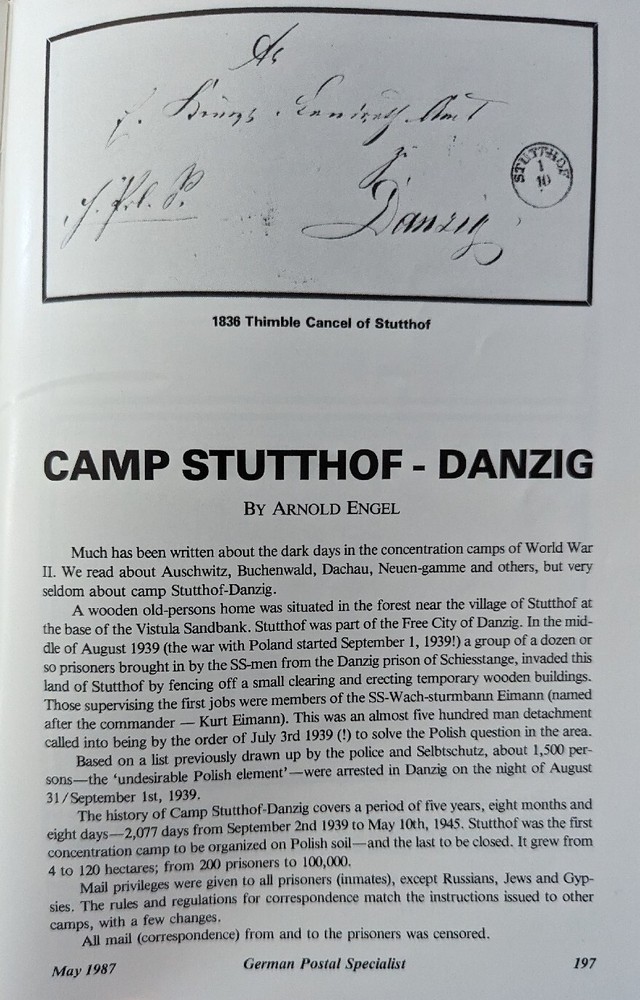 An
Danzig
STUTTHOF
1
10
1836 Thimble Cancel of Stutthof
CAMP STUTTHOF - DANZIG
BY ARNOLD ENGEL
Much has been written about the dark days in the concentration camps of World War
II. We read about Auschwitz, Buchenwald, Dachau, Neuen-gamme and others, but very
seldom about camp Stutthof-Danzig.
A wooden old-persons home was situated in the forest near the village of Stutthof at
the base of the Vistula Sandbank. Stutthof was part of the Free City of Danzig. In the mid-
dle of August 1939 (the war with Poland started September 1, 1939!) a group of a dozen or
so prisoners brought in by the SS-men from the Danzig prison of Schiesstange, invaded this
land of Stutthof by fencing off a small clearing and erecting temporary wooden buildings.
Those supervising the first jobs were members of the SS-Wach-sturmbann Eimann (named
after the commander — Kurt Eimann). This was an almost five hundred man detachment
called into being by the order of July 3rd 1939 (!) to solve the Polish question in the area.
Based on a list previously drawn up by the police and Selbtschutz, about 1,500 per-
sons—the 'undesirable Polish element'—were arrested in Danzig on the night of August
31/September 1st, 1939.
The history of Camp Stutthof-Danzig covers a period of five years, eight months and
eight days—2,077 days from September 2nd 1939 to May 10th, 1945. Stutthof was the first
concentration camp to be organized on Polish soil—and the last to be closed. It grew from
4 to 120 hectares; from 200 prisoners to 100,000.
Mail privileges were given to all prisoners (inmates), except Russians, Jews and Gyp-
sies. The rules and regulations for correspondence match the instructions issued to other
camps, with a few changes.
All mail (correspondence) from and to the prisoners was censored.
May 1987 German Postal Specialist 197